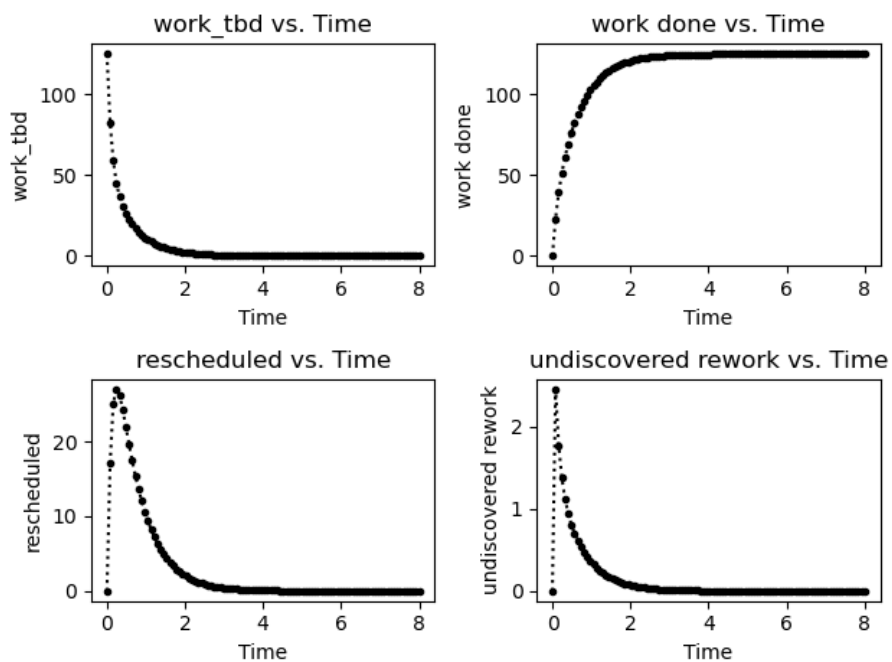 work_tbd vs. Time
work_tbd
100
50
0
0 2 4 6 8
Time
work done vs. Time
work done
100
50
0
0 2 4 6 8
Time
rescheduled vs. Time
rescheduled
20
10
0
0 2 4 6 8
Time
undiscovered rework vs. Time
undiscovered rework
2
1
0
0 2 4 6 8
Time